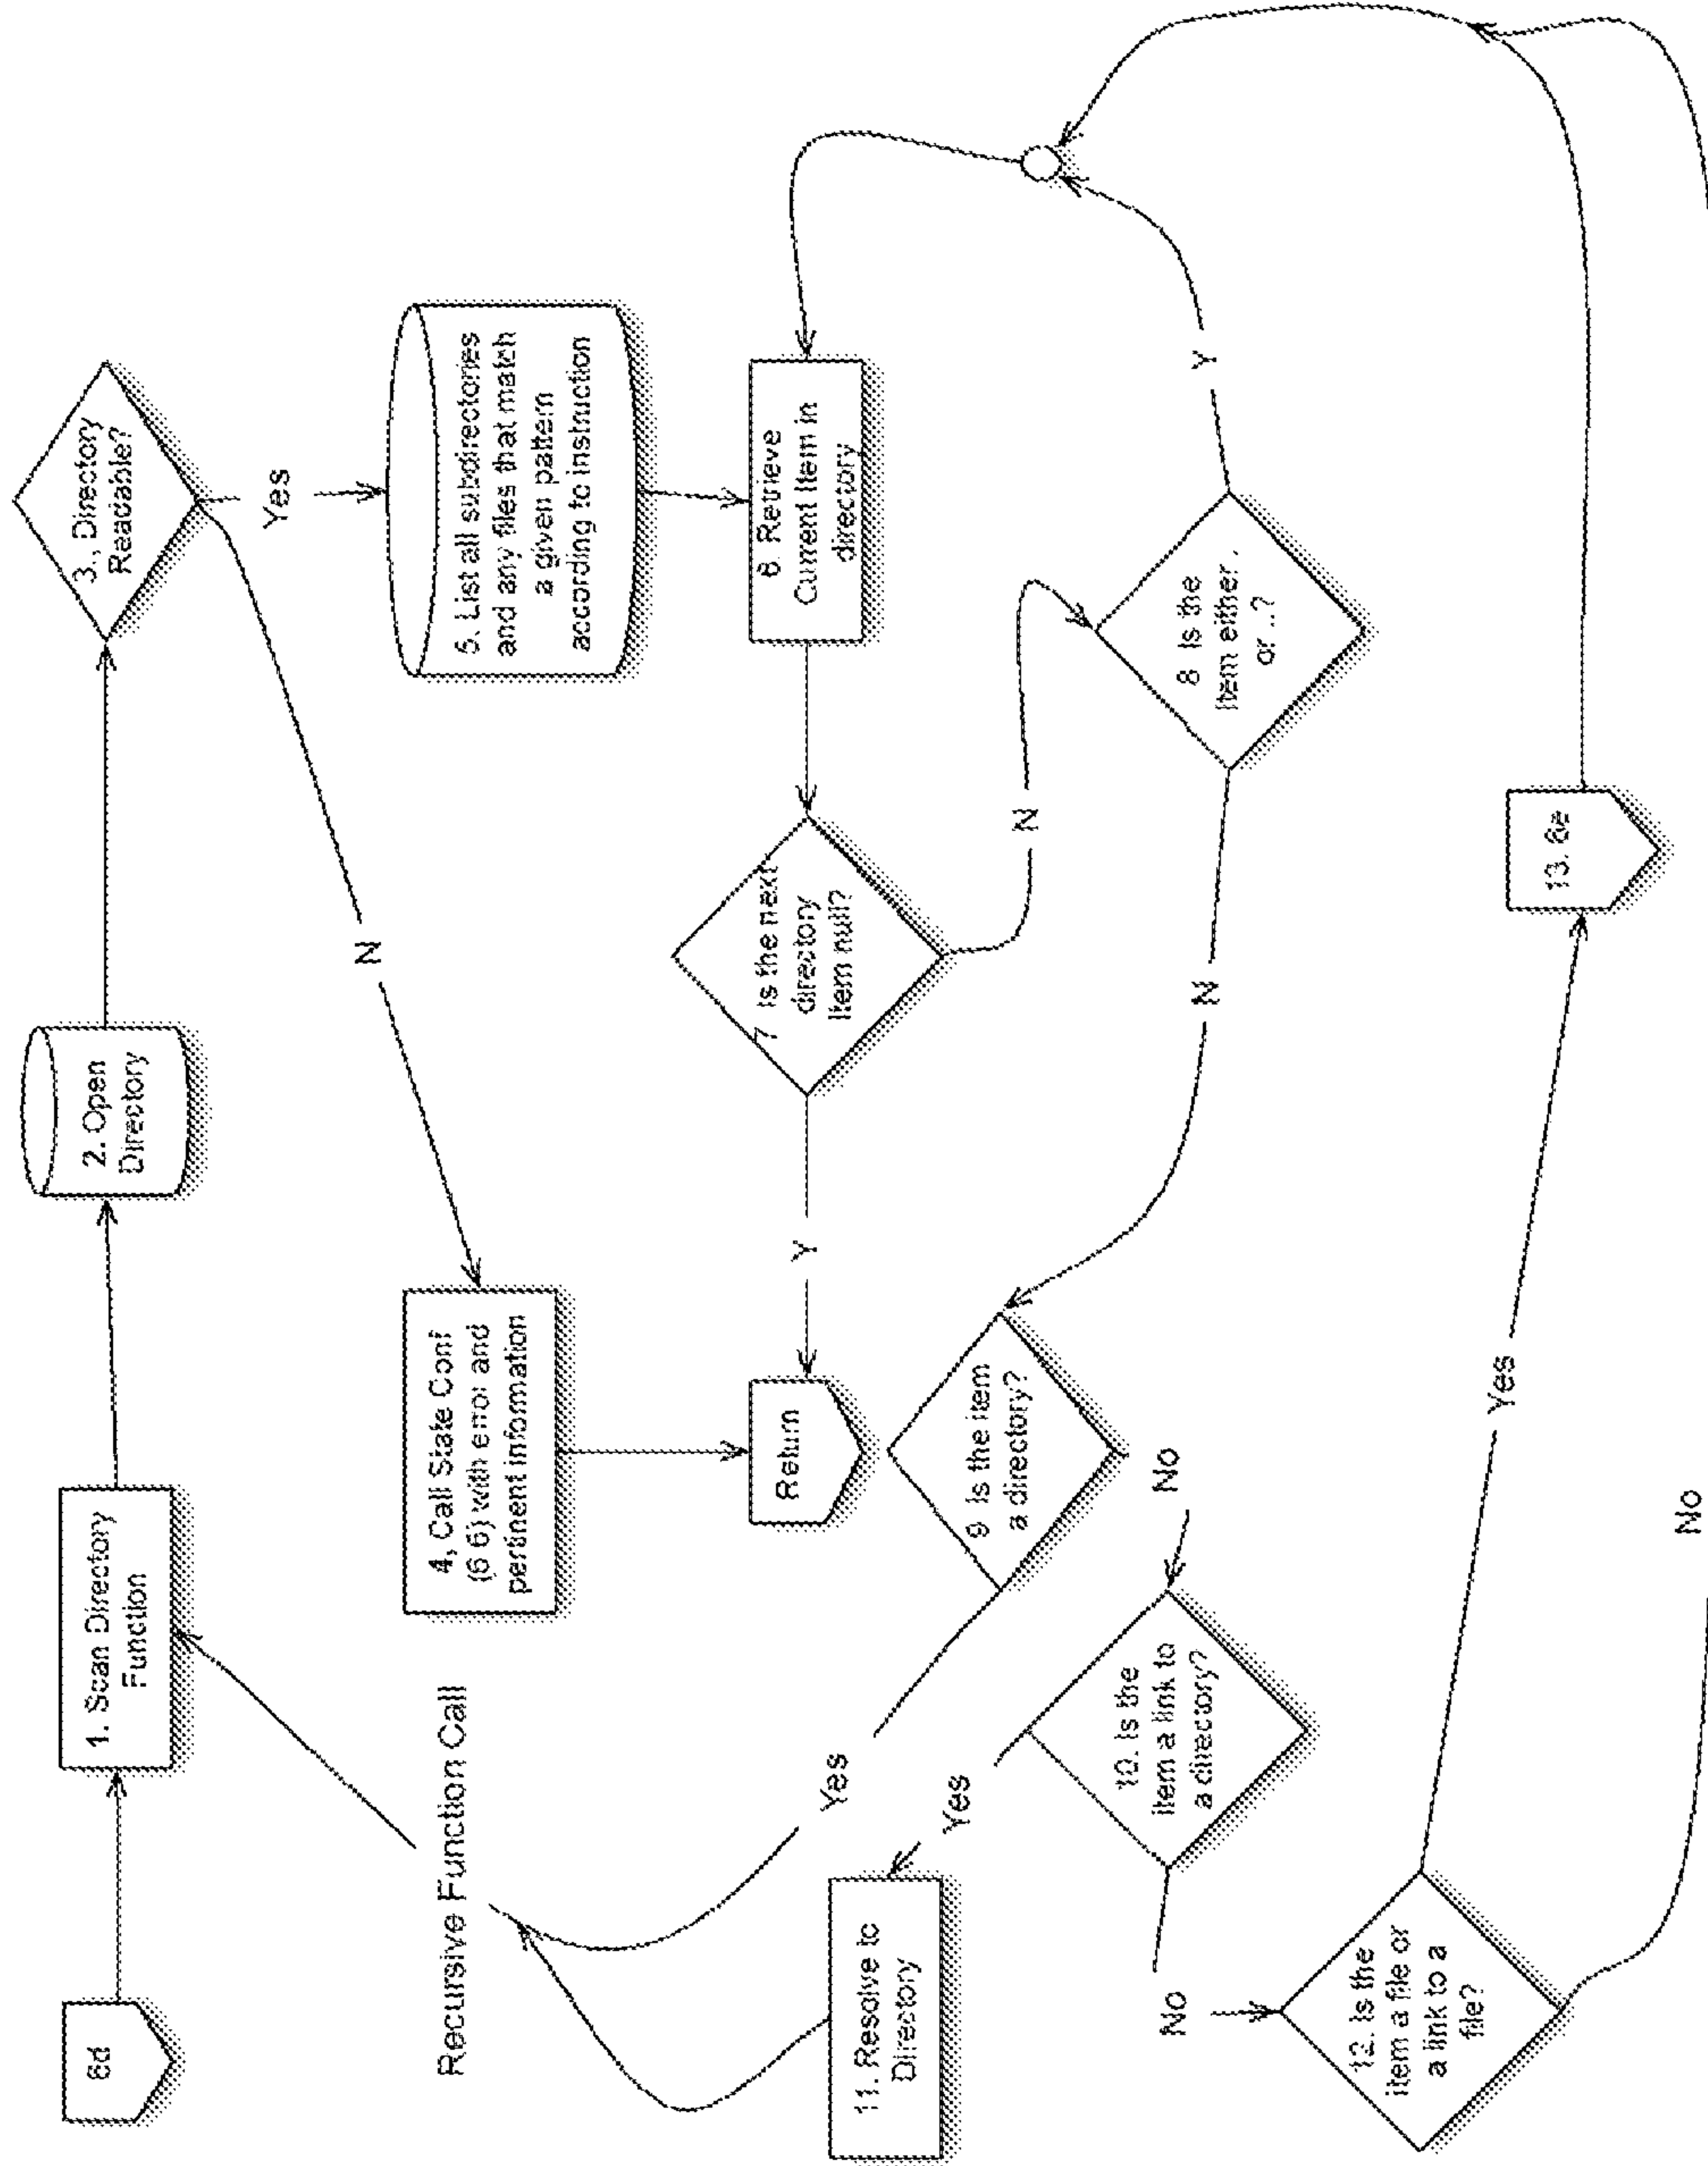 6d
1. Scan Directory
Function
2. Open
Directory
3., Directory
Readable?
Yes
N
4, Call State Conf
(6 6) with error and
pertinent information
5. List all subdirectories
and any files that match
a given pattern
according to instruction
6. Retrieve
Current Item in
directory
7 Is the next
directory
Item null?
Y
N
Return
8 Is the
Item either .
or ..?
Y
N
9 Is the item
a directory?
Yes
No
Recursive Function Call
10. Is the
item a link to
a directory?
Yes
No
11. Resolve to
Directory
12. Is the
item a file or
a link to a
file?
Yes
No
13. 6e